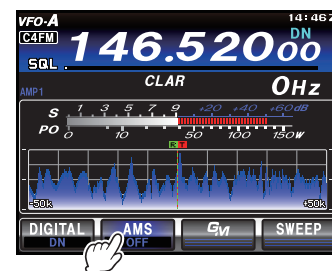 VFO-A 14:46
C4FM 146.52000 DN
SQL
AMP1 CLAR 0Hz
S 1 3 5 7 9 +20 +40 +60dB
PO 0 10 50 100 150W
R T
-50k +50k
DIGITAL AMS GM SWEEP
DN OFF